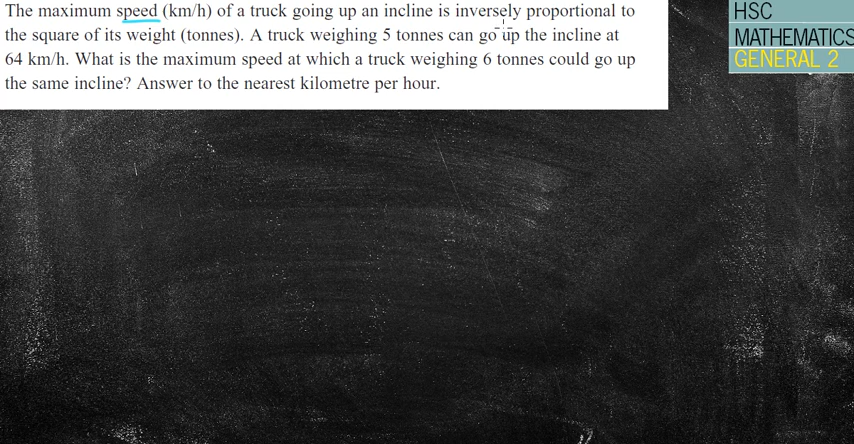 The maximum speed (km/h) of a truck going up an incline is inversely proportional to
the square of its weight (tonnes). A truck weighing 5 tonnes can go up the incline at
64 km/h. What is the maximum speed at which a truck weighing 6 tonnes could go up
the same incline? Answer to the nearest kilometre per hour.
HSC
MATHEMATICS
GENERAL 2